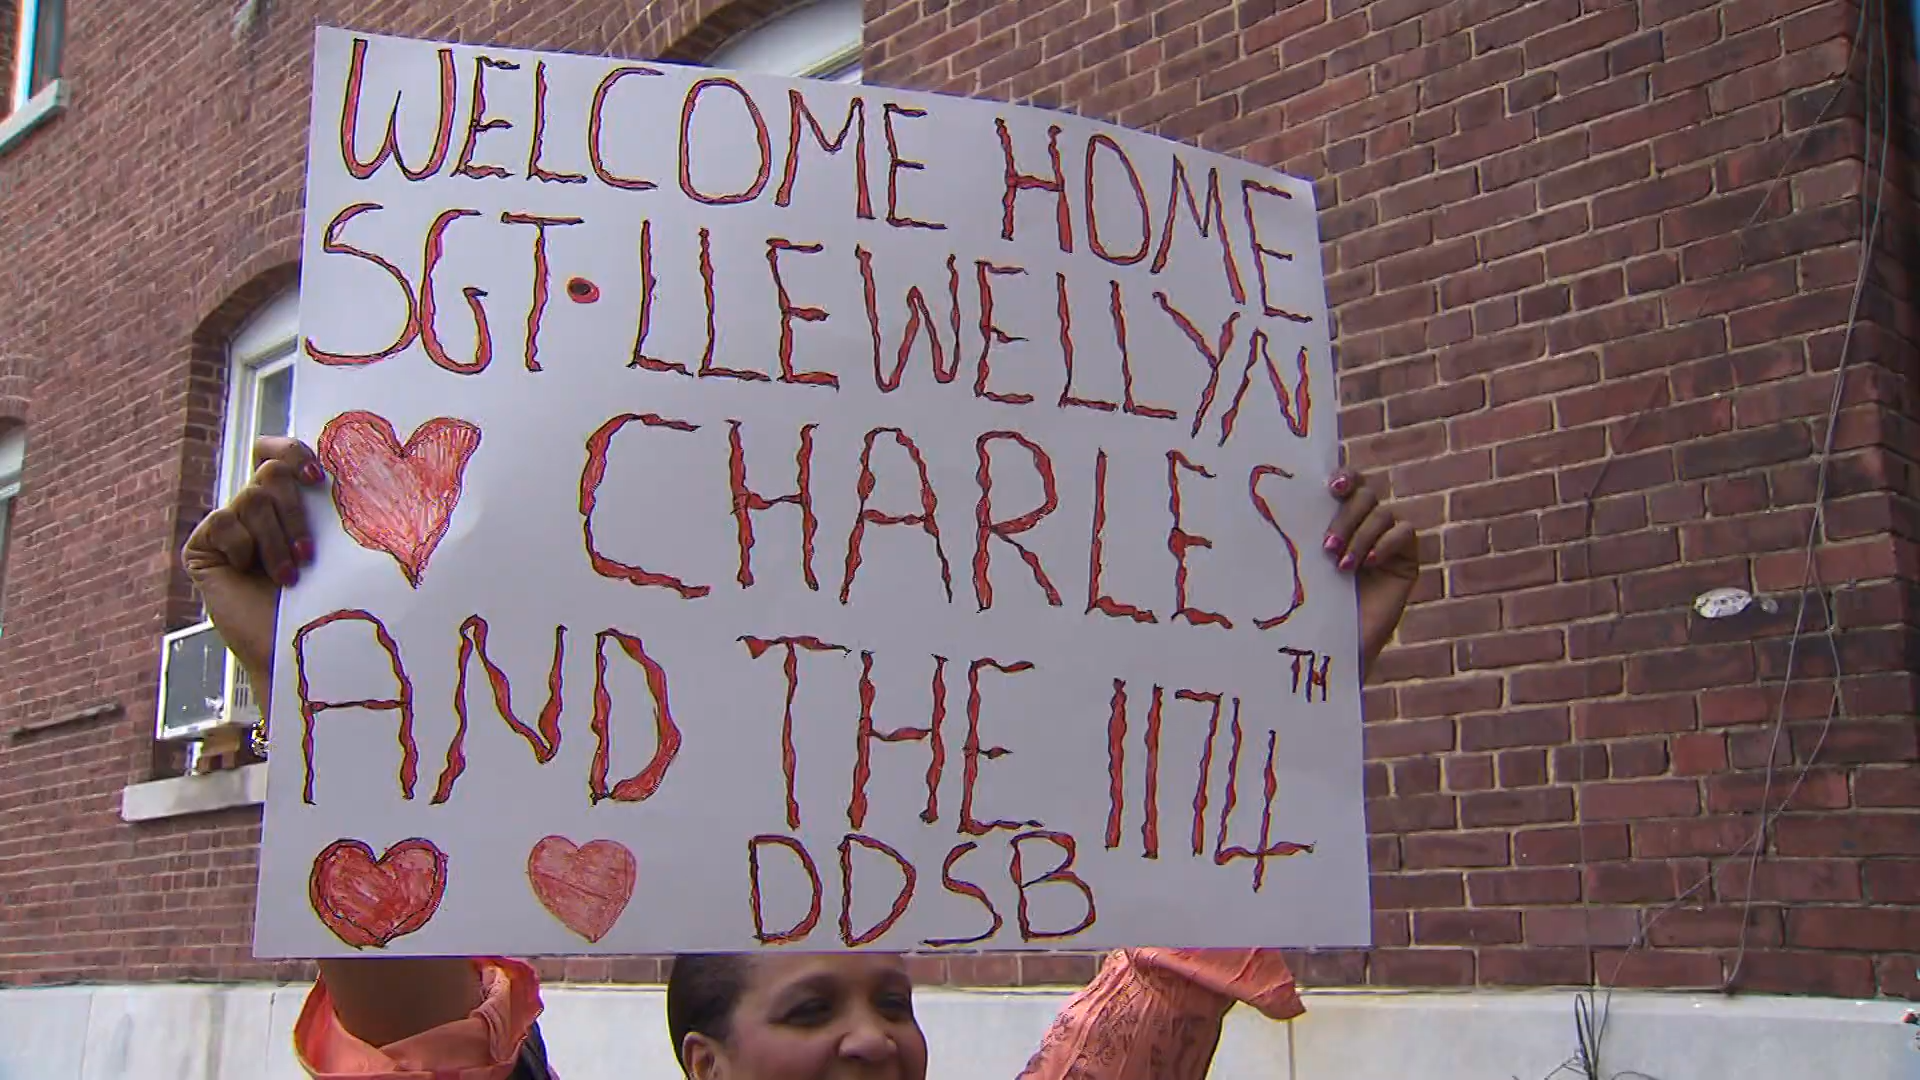 WELCOME HOME
SGT. LLEWELLYN
CHARLES
AND THE 1174TH
DDSB